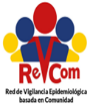 ReVCom
Red de Vigilancia Epidemiológica
basada en Comunidad